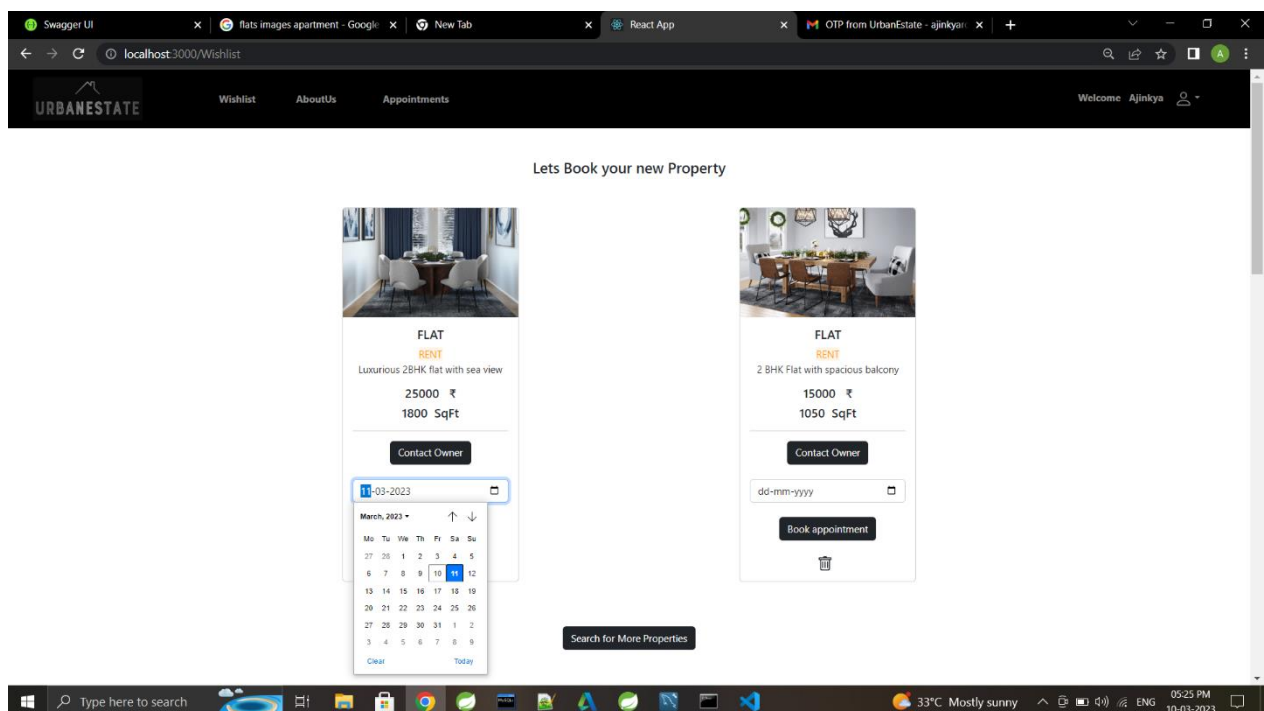 Swagger UI
flats images apartment - Google
New Tab
React App
OTP from UrbanEstate - ajinkyar
localhost:3000/Wishlist
A
URBANESTATE
Wishlist
AboutUs
Appointments
Welcome Ajinkya
Lets Book your new Property
FLAT
RENT
Luxurious 2BHK flat with sea view
25000 ₹
1800 SqFt
Contact Owner
11-03-2023
March, 2023
Mo Tu We Th Fr Sa Su
27 28 1 2 3 4 5
6 7 8 9 10 11 12
13 14 15 16 17 18 19
20 21 22 23 24 25 26
27 28 29 30 31 1 2
3 4 5 6 7 8 9
Clear Today
FLAT
RENT
2 BHK Flat with spacious balcony
15000 ₹
1050 SqFt
Contact Owner
dd-mm-yyyy
Book appointment
Search for More Properties
Type here to search
33°C Mostly sunny
ENG
05:25 PM
10-03-2023